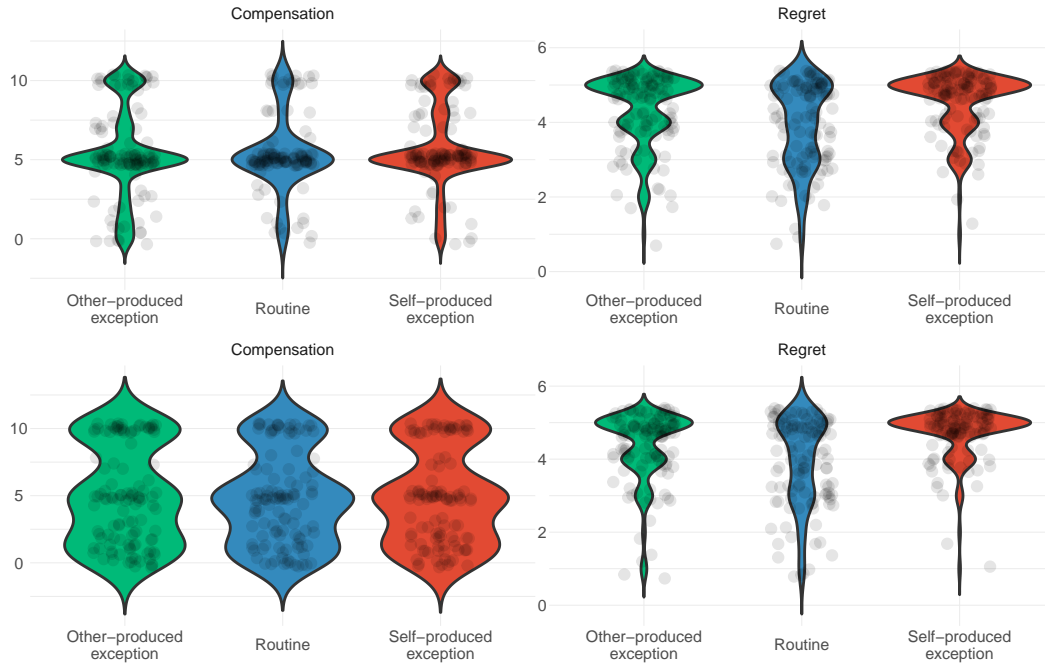 Compensation
10
5
0
Other−produced
exception
Routine
Self−produced
exception
Regret
6
4
2
0
Other−produced
exception
Routine
Self−produced
exception
Compensation
10
5
0
Other−produced
exception
Routine
Self−produced
exception
Regret
6
4
2
0
Other−produced
exception
Routine
Self−produced
exception